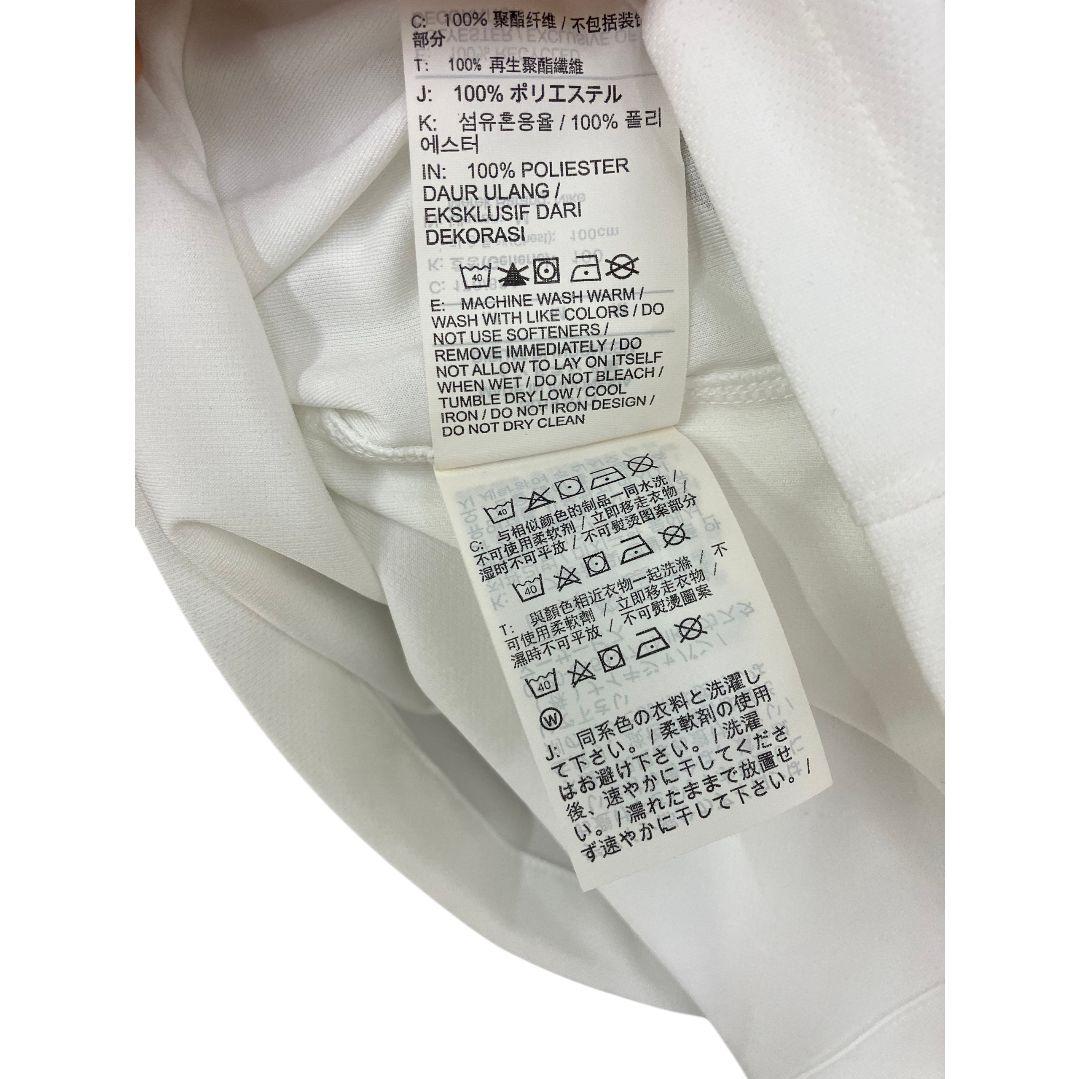 C: 100% 聚酯纤维 / 不包括装饰
部分
T: 100% 再生聚酯纖維
J: 100% ポリエステル
K: 섬유혼용율 / 100% 폴리
에스터
IN: 100% POLIESTER
DAUR ULANG /
EKSKLUSIF DARI
DEKORASI
40
E: MACHINE WASH WARM /
WASH WITH LIKE COLORS / DO
NOT USE SOFTENERS /
REMOVE IMMEDIATELY / DO
NOT ALLOW TO LAY ON ITSELF
WHEN WET / DO NOT BLEACH /
TUMBLE DRY LOW / COOL
IRON / DO NOT IRON DESIGN /
DO NOT DRY CLEAN
40
C: 与相似颜色的制品一同水洗 /
不可使用柔软剂 / 立即移走衣物 /
湿时不可平放 / 不可熨烫图案部分
40
T: 與顏色相近衣物一起洗滌 / 不
可使用柔軟劑 / 立即移走衣物 /
濕時不可平放 / 不可熨燙圖案
40
W
J: 同系色の衣料と洗濯し
て下さい。/ 柔軟剤の使用
はお避け下さい。/ 洗濯
後、速やかに干してくださ
い。/ 濡れたままで放置せ
ず速やかに干して下さい。/